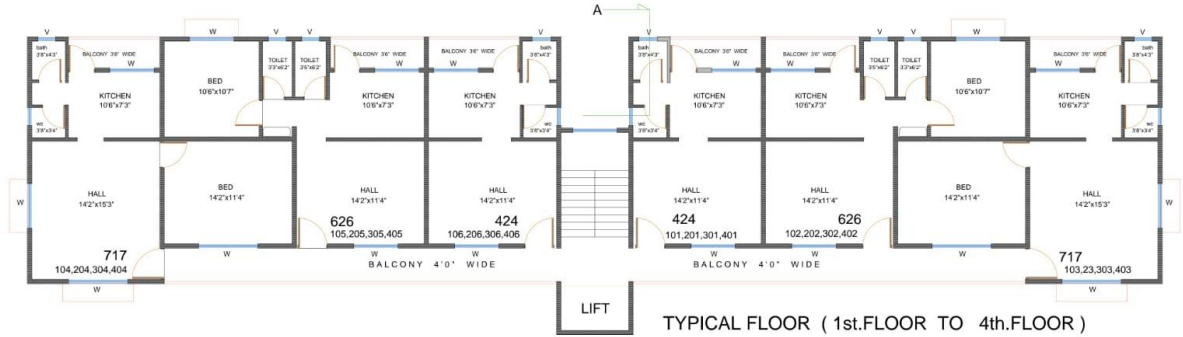 A
V W V V V V V V V W V
bath
3'8"x4'3"
BALCONY 3'6" WIDE
W
BED
10'6"x10'7"
TOILET
3'3"x6'2"
TOILET
3'5"x6'2"
BALCONY 3'6" WIDE
W
BALCONY 3'6" WIDE
W
bath
3'8"x4'3"
bath
3'8"x4'3"
BALCONY 3'6" WIDE
W
BALCONY 3'6" WIDE
W
TOILET
3'5"x6'2"
TOILET
3'3"x6'2"
BED
10'6"x10'7"
BALCONY 3'6" WIDE
W
bath
3'8"x4'3"
KITCHEN
10'6"x7'3"
KITCHEN
10'6"x7'3"
KITCHEN
10'6"x7'3"
KITCHEN
10'6"x7'3"
KITCHEN
10'6"x7'3"
KITCHEN
10'6"x7'3"
wc
3'8"x3'4"
wc
3'8"x3'4"
wc
3'8"x3'4"
wc
3'8"x3'4"
W
HALL
14'2"x15'3"
717
104,204,304,404
W
BED
14'2"x11'4"
W
HALL
14'2"x11'4"
626
105,205,305,405
W
HALL
14'2"x11'4"
424
106,206,306,406
W
HALL
14'2"x11'4"
424
101,201,301,401
W
HALL
14'2"x11'4"
626
102,202,302,402
W
BED
14'2"x11'4"
W
HALL
14'2"x15'3"
717
103,23,303,403
W
W
BALCONY 4'0" WIDE
BALCONY 4'0" WIDE
LIFT
TYPICAL FLOOR ( 1st.FLOOR TO 4th.FLOOR )